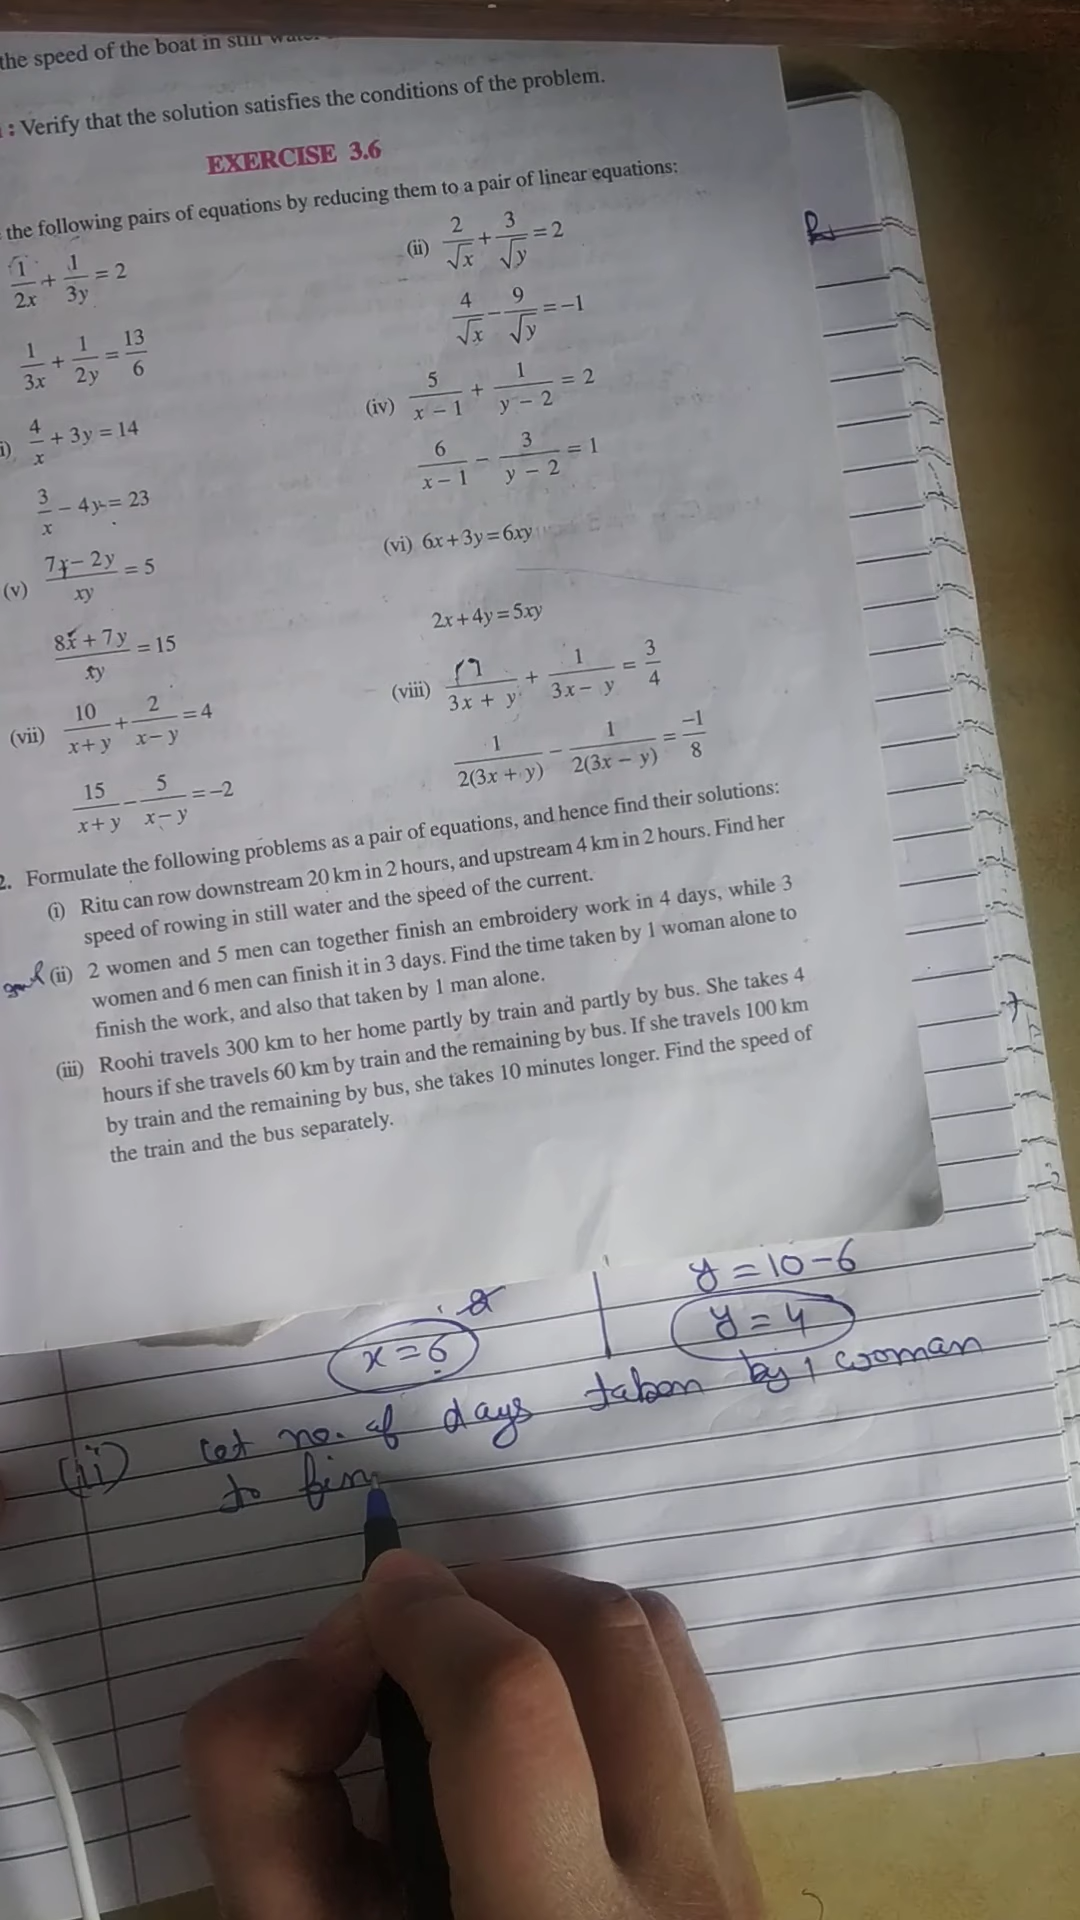 the speed of the boat in still water
: Verify that the solution satisfies the conditions of the problem.
EXERCISE 3.6
the following pairs of equations by reducing them to a pair of linear equations:
1/2x + 1/3y = 2
1/3x + 1/2y = 13/6
(ii) 2/√x + 3/√y = 2
4/√x − 9/√y = −1
i) 4/x + 3y = 14
3/x − 4y = 23
(iv) 5/(x − 1) + 1/(y − 2) = 2
6/(x − 1) − 3/(y − 2) = 1
(v) (7x − 2y)/xy = 5
(8x + 7y)/xy = 15
(vi) 6x + 3y = 6xy
2x + 4y = 5xy
(vii) 10/(x + y) + 2/(x − y) = 4
15/(x + y) − 5/(x − y) = −2
(viii) /(3x + y) + 1/(3x − y) = 3/4
1/2(3x + y) − 1/2(3x − y) = −1/8
2. Formulate the following problems as a pair of equations, and hence find their solutions:
(i) Ritu can row downstream 20 km in 2 hours, and upstream 4 km in 2 hours. Find her
speed of rowing in still water and the speed of the current.
(ii) 2 women and 5 men can together finish an embroidery work in 4 days, while 3
women and 6 men can finish it in 3 days. Find the time taken by 1 woman alone to
finish the work, and also that taken by 1 man alone.
(iii) Roohi travels 300 km to her home partly by train and partly by bus. She takes 4
hours if she travels 60 km by train and the remaining by bus. If she travels 100 km
by train and the remaining by bus, she takes 10 minutes longer. Find the speed of
the train and the bus separately.
y = 10 − 6
x = 6
y = 4
(ii) Let no. of days taken by 1 woman
to fin